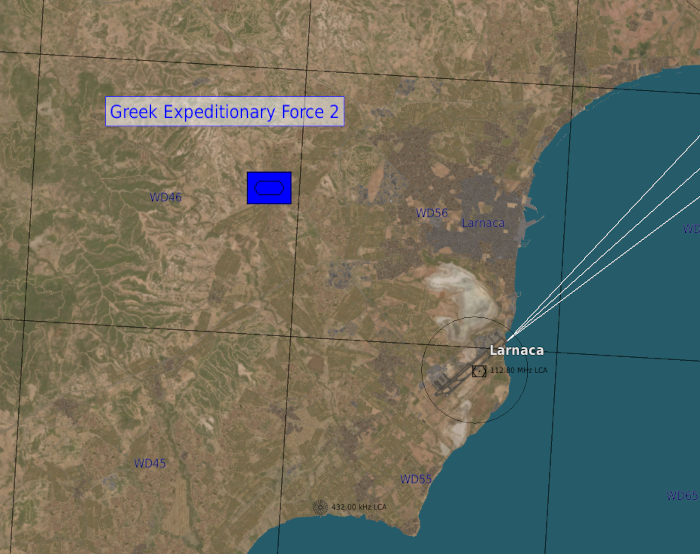 Greek Expeditionary Force 2
WD46
WD56
Larnaca
WD
Larnaca
112.80 MHz LCA
WD45
WD55
WD65
432.00 kHz LCA